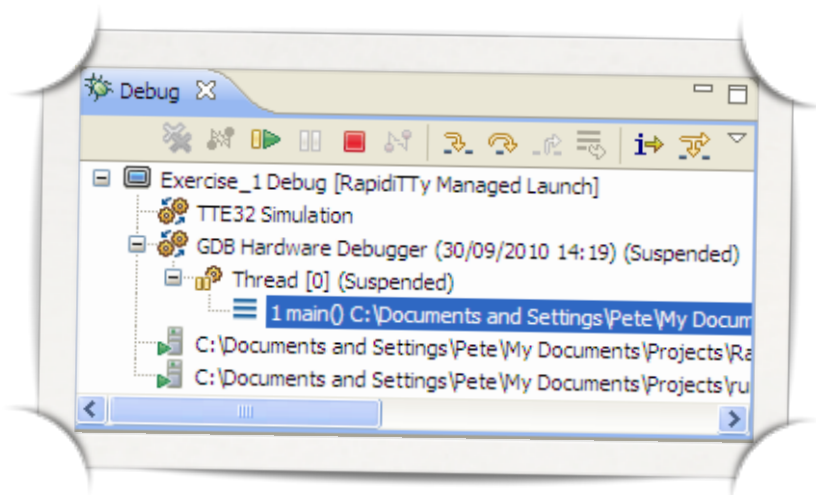 Debug
Exercise_1 Debug [RapidiTTy Managed Launch]
TTE32 Simulation
GDB Hardware Debugger (30/09/2010 14:19) (Suspended)
Thread [0] (Suspended)
1 main() C:\Documents and Settings\Pete\My Docum
C:\Documents and Settings\Pete\My Documents\Projects\Ra
C:\Documents and Settings\Pete\My Documents\Projects\ru